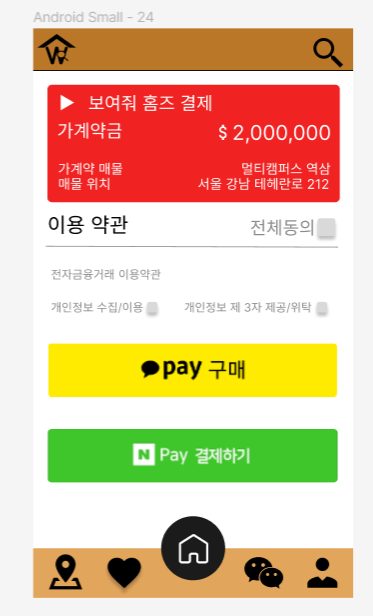 Android Small - 24
▶ 보여줘 홈즈 결제
가계약금 $ 2,000,000
가계약 매물 멀티캠퍼스 역삼
매물 위치 서울 강남 테헤란로 212
이용 약관 전체동의
전자금융거래 이용약관
개인정보 수집/이용 개인정보 제 3자 제공/위탁
pay 구매
N Pay 결제하기